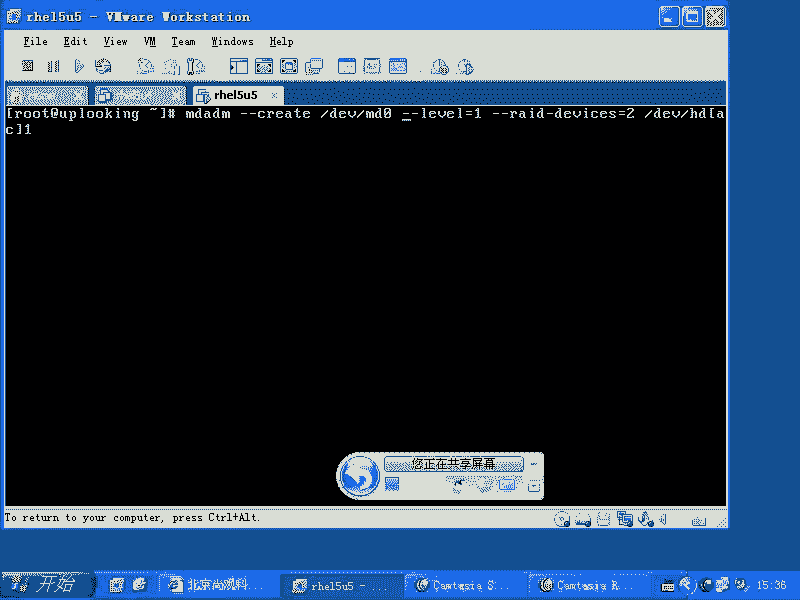 rhel5u5 - VMware Workstation
File Edit View VM Team Windows Help
rhel5u5
[root@uplooking ~]# mdadm --create /dev/md0 --level=1 --raid-devices=2 /dev/hd[a
c]1
您正在共享屏幕
To return to your computer, press Ctrl+Alt.
开始
北京尚观科...
rhel5u5 - ...
Camtasia S...
Camtasia R...
15:36